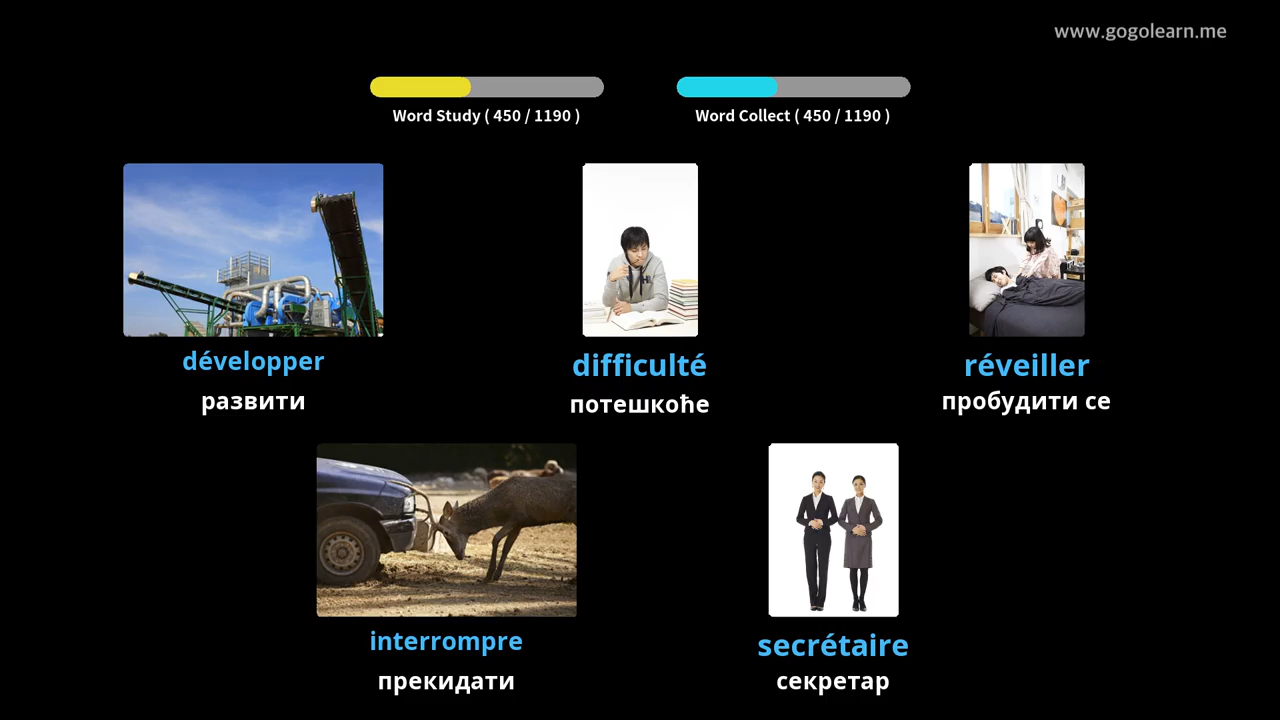 www.gogolearn.me
Word Study ( 450 / 1190 )
Word Collect ( 450 / 1190 )
développer
развити
difficulté
потешкоће
réveiller
пробудити се
interrompre
прекидати
secrétaire
секретар